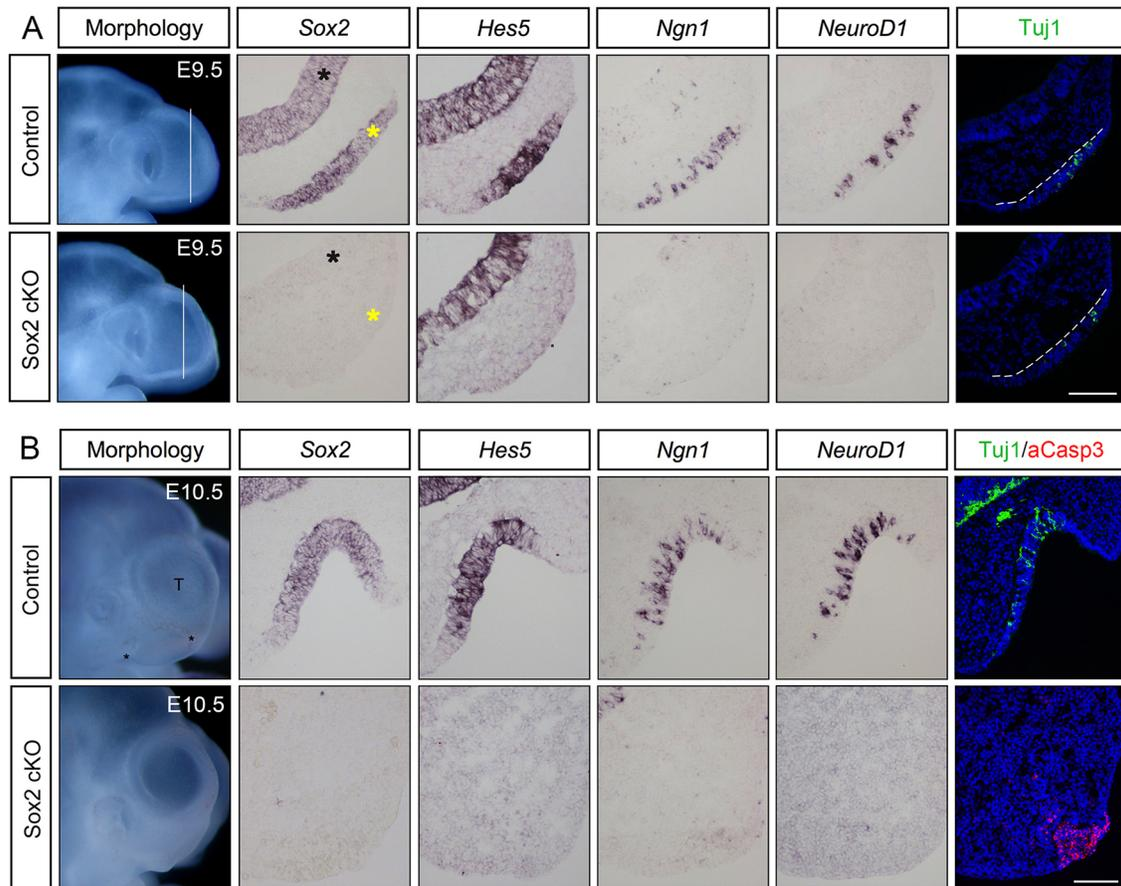 A
Morphology
Sox2
Hes5
Ngn1
NeuroD1
Tuj1
Control
E9.5
*
*
Sox2 cKO
E9.5
*
*
B
Morphology
Sox2
Hes5
Ngn1
NeuroD1
Tuj1/aCasp3
Control
E10.5
T
*
*
Sox2 cKO
E10.5